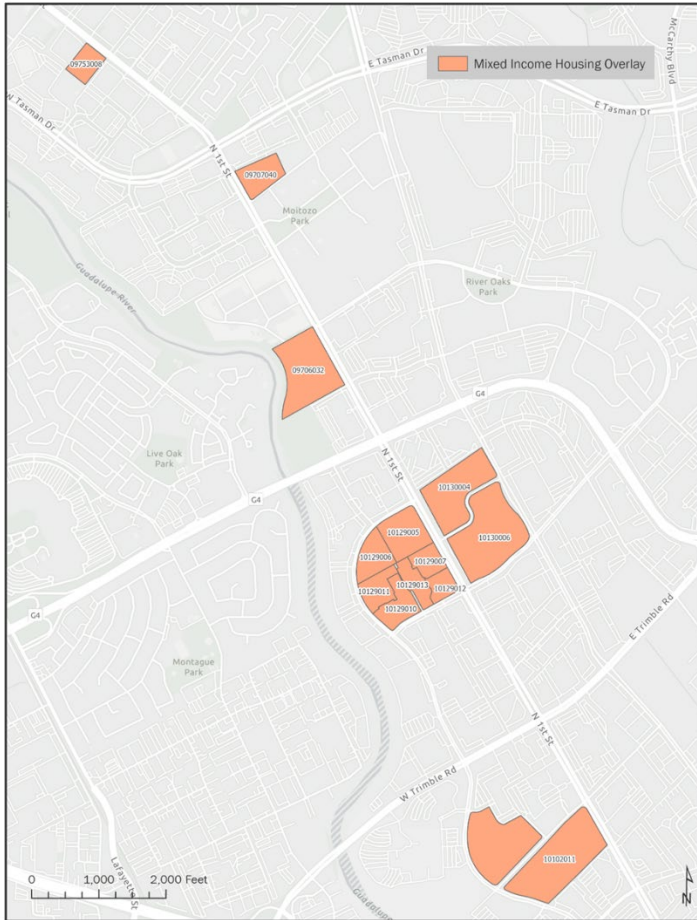 McCarthy Blvd
09753008
E Tasman Dr
Mixed Income Housing Overlay
W Tasman Dr
E Tasman Dr
N 1st St
09707040
Moitozo
Park
Guadalupe River
River Oaks
Park
09706032
G4
Live Oak
Park
N 1st St
G4
10130004
10129005
10130006
10129006
10129007
10129011
10129013
10129012
10129010
G4
E Trimble Rd
Montague
Park
N 1st St
W Trimble Rd
10102011
Lafayette St
0 1,000 2,000 Feet
N